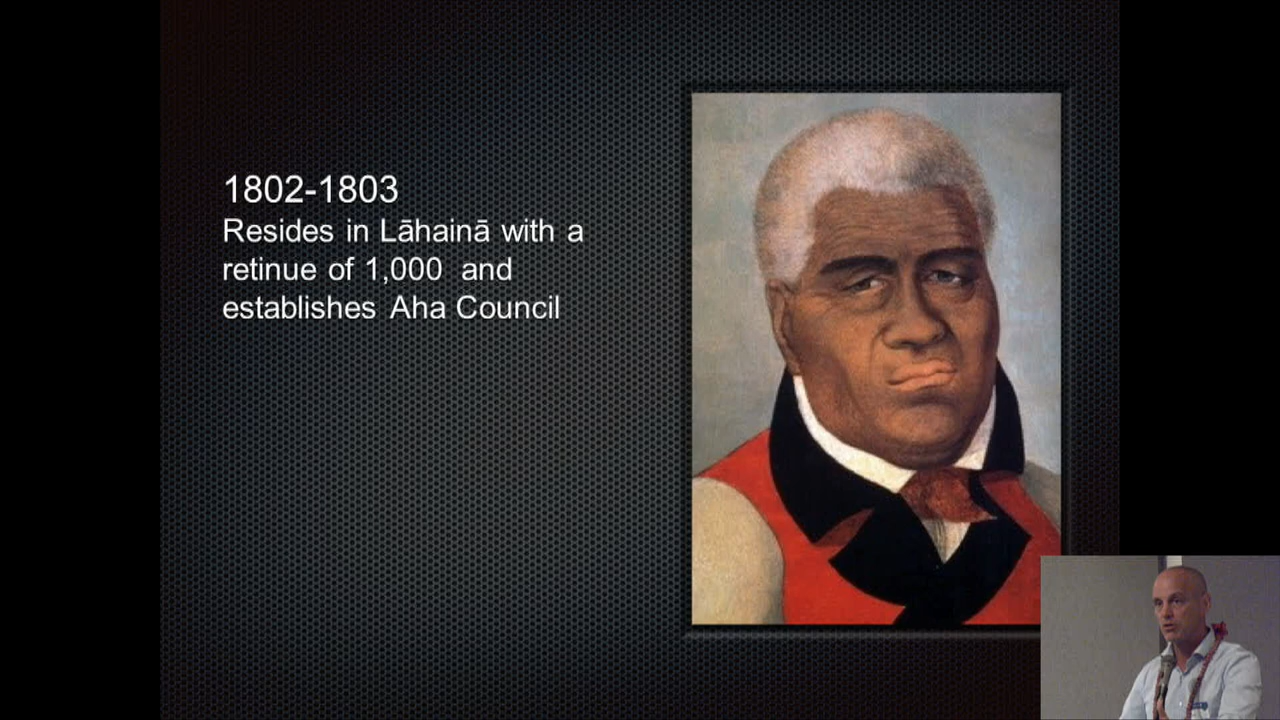 1802-1803
Resides in Lāhainā with a
retinue of 1,000 and
establishes Aha Council